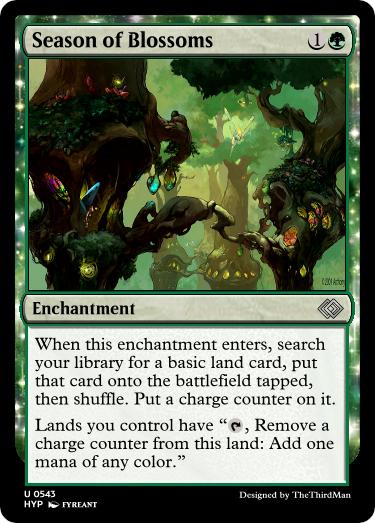 Season of Blossoms 1
Enchantment
When this enchantment enters, search
your library for a basic land card, put
that card onto the battlefield tapped,
then shuffle. Put a charge counter on it.
Lands you control have “, Remove a
charge counter from this land: Add one
mana of any color.”
U 0543
HYP FYREANT
Designed by TheThirdMan